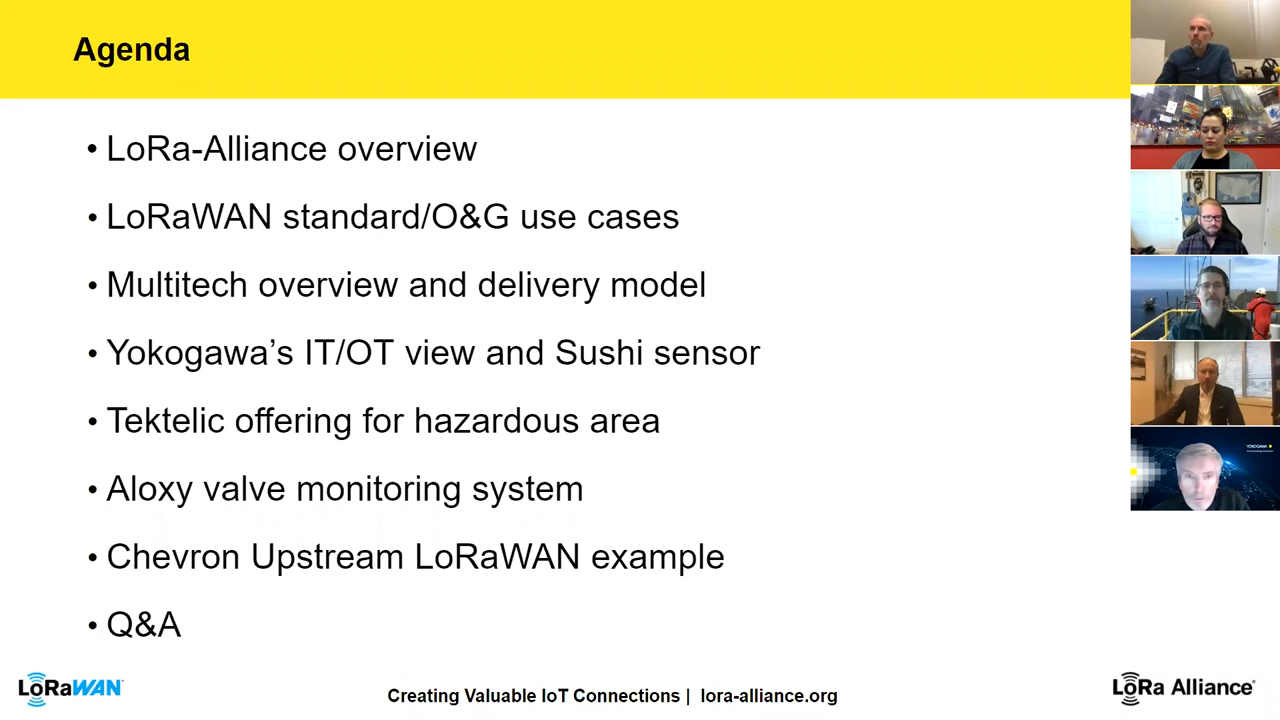 Agenda
• LoRa-Alliance overview
• LoRaWAN standard/O&G use cases
• Multitech overview and delivery model
• Yokogawa’s IT/OT view and Sushi sensor
• Tektelic offering for hazardous area
• Aloxy valve monitoring system
• Chevron Upstream LoRaWAN example
• Q&A
YOKOGAWA
LoRaWAN
Creating Valuable IoT Connections | lora-alliance.org
LoRa Alliance